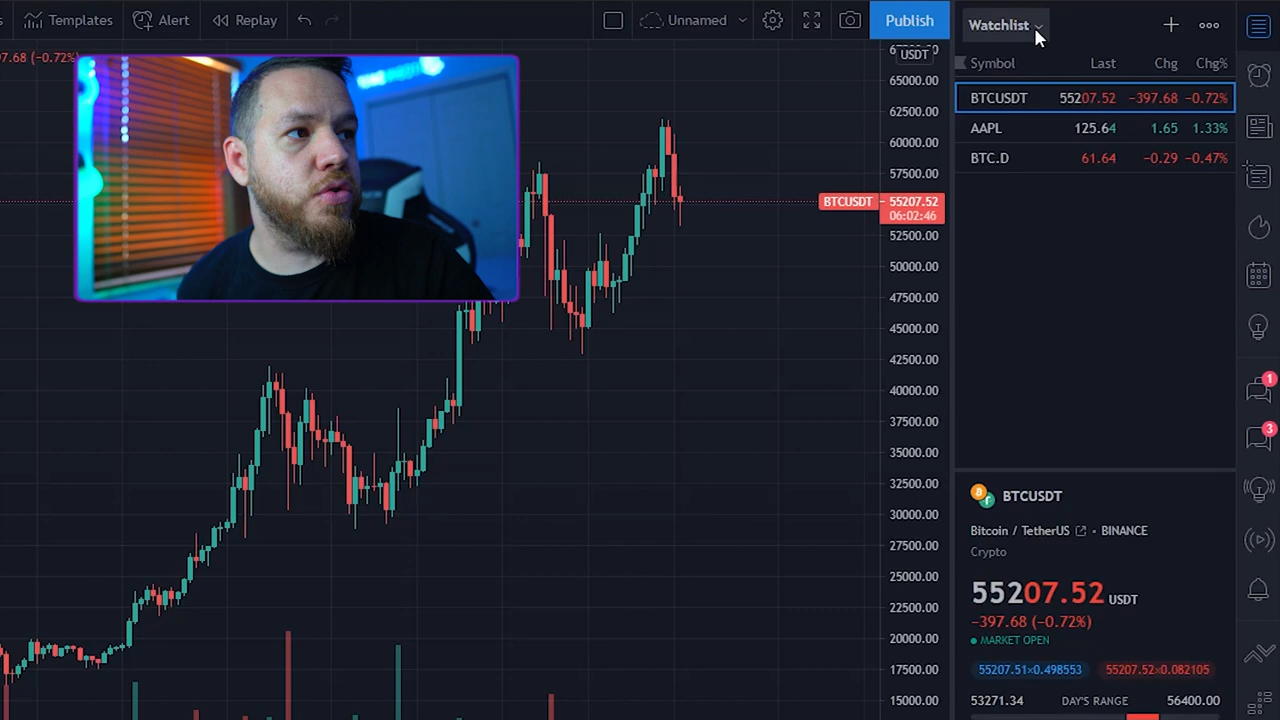 Templates
Alert
Replay
Unnamed
Publish
Watchlist
7.68 (−0.72%)
USDT
65000.00
62500.00
60000.00
57500.00
BTCUSDT 55207.52
06:02:46
52500.00
50000.00
47500.00
45000.00
42500.00
40000.00
37500.00
35000.00
32500.00
30000.00
27500.00
25000.00
22500.00
20000.00
17500.00
15000.00
Symbol Last Chg Chg%
BTCUSDT 55207.52 −397.68 −0.72%
AAPL 125.64 1.65 1.33%
BTC.D 61.64 −0.29 −0.47%
1
3
BTCUSDT
Bitcoin / TetherUS • BINANCE
Crypto
55207.52 USDT
−397.68 (−0.72%)
MARKET OPEN
55207.51×0.498553 55207.52×0.082105
53271.34 DAY'S RANGE 56400.00